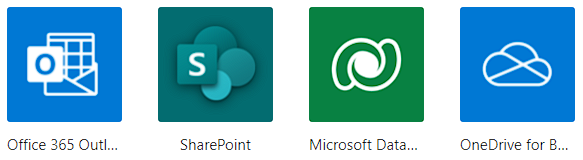 O
S
Office 365 Outl...
SharePoint
Microsoft Data...
OneDrive for B...